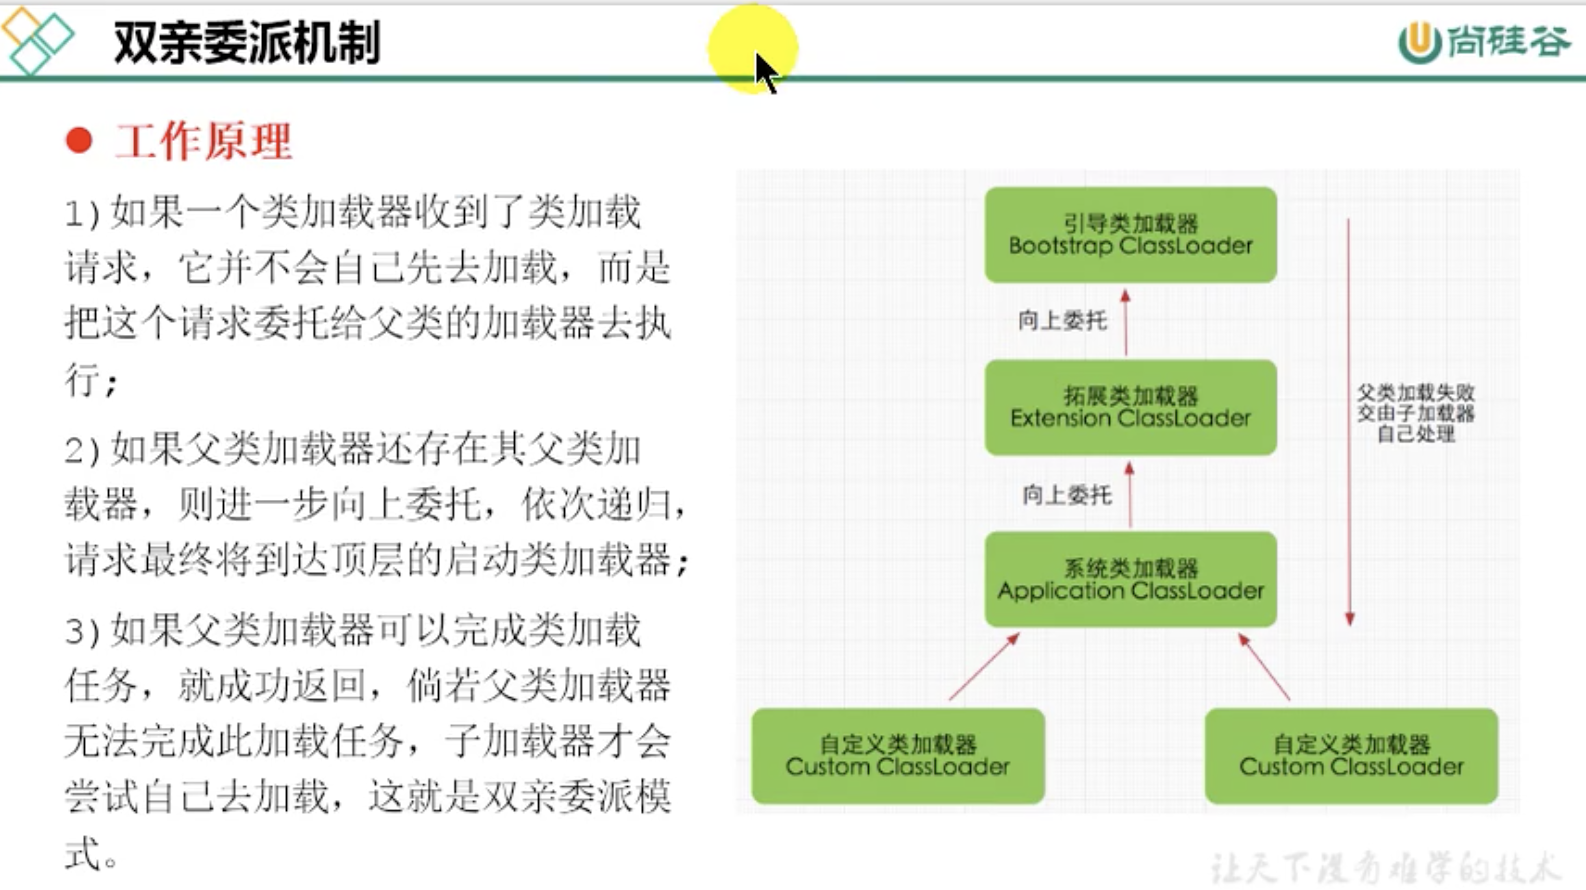 双亲委派机制
尚硅谷
工作原理
1)如果一个类加载器收到了类加载
请求，它并不会自己先去加载，而是
把这个请求委托给父类的加载器去执
行；
2)如果父类加载器还存在其父类加
载器，则进一步向上委托，依次递归，
请求最终将到达顶层的启动类加载器；
3)如果父类加载器可以完成类加载
任务，就成功返回，倘若父类加载器
无法完成此加载任务，子加载器才会
尝试自己去加载，这就是双亲委派模
式。
引导类加载器
Bootstrap ClassLoader
向上委托
拓展类加载器
Extension ClassLoader
向上委托
系统类加载器
Application ClassLoader
父类加载失败
交由子加载器
自己处理
自定义类加载器
Custom ClassLoader
自定义类加载器
Custom ClassLoader
让天下没有难学的技术